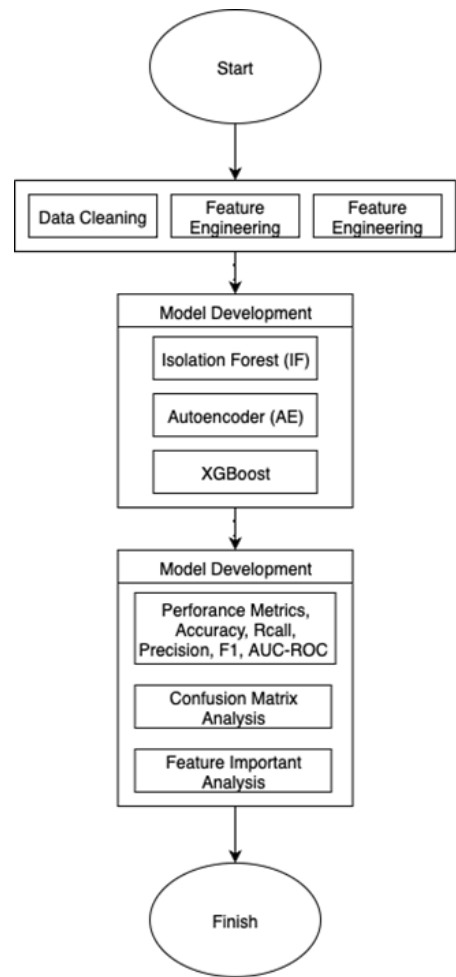 Start
Data Cleaning
Feature
Engineering
Feature
Engineering
Model Development
Isolation Forest (IF)
Autoencoder (AE)
XGBoost
Model Development
Perforance Metrics,
Accuracy, Rcall,
Precision, F1, AUC-ROC
Confusion Matrix
Analysis
Feature Important
Analysis
Finish